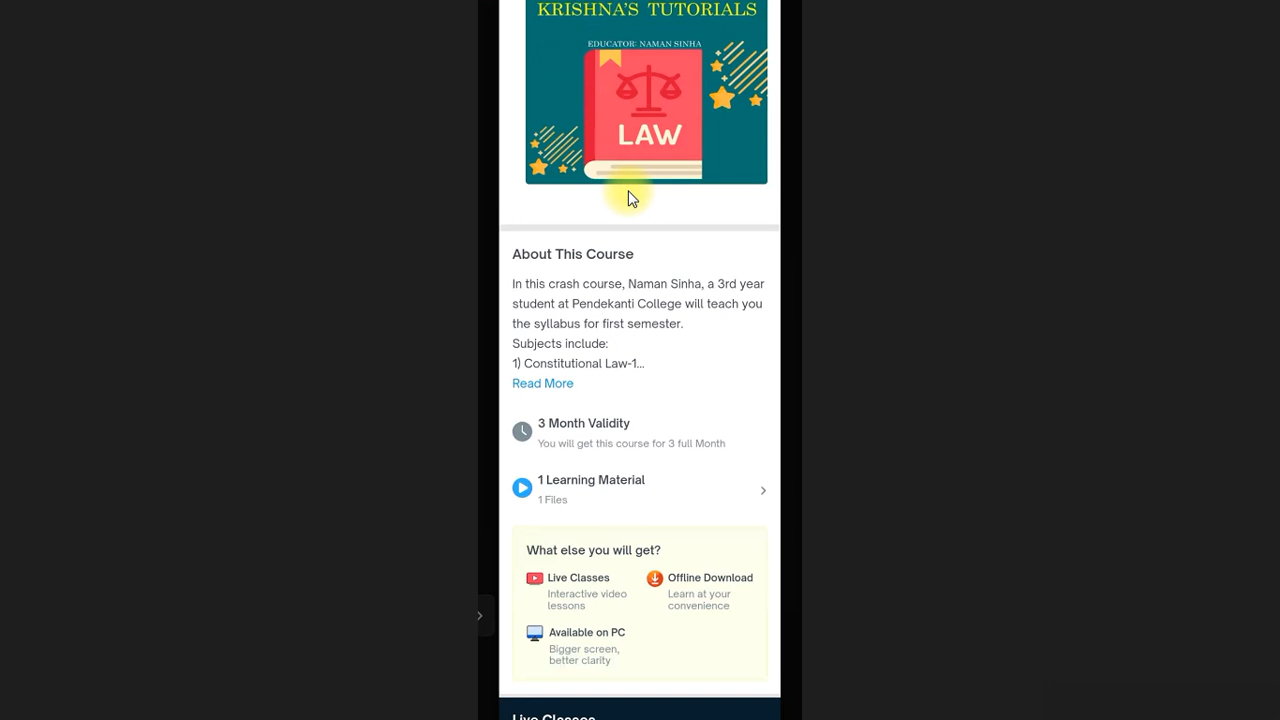 KRISHNA'S TUTORIALS
EDUCATOR: NAMAN SINHA
LAW
About This Course
In this crash course, Naman Sinha, a 3rd year
student at Pendekanti College will teach you
the syllabus for first semester.
Subjects include:
1) Constitutional Law-1...
Read More
3 Month Validity
You will get this course for 3 full Month
1 Learning Material
1 Files
What else you will get?
Live Classes
Interactive video
lessons
Offline Download
Learn at your
convenience
Available on PC
Bigger screen,
better clarity
Live Classes